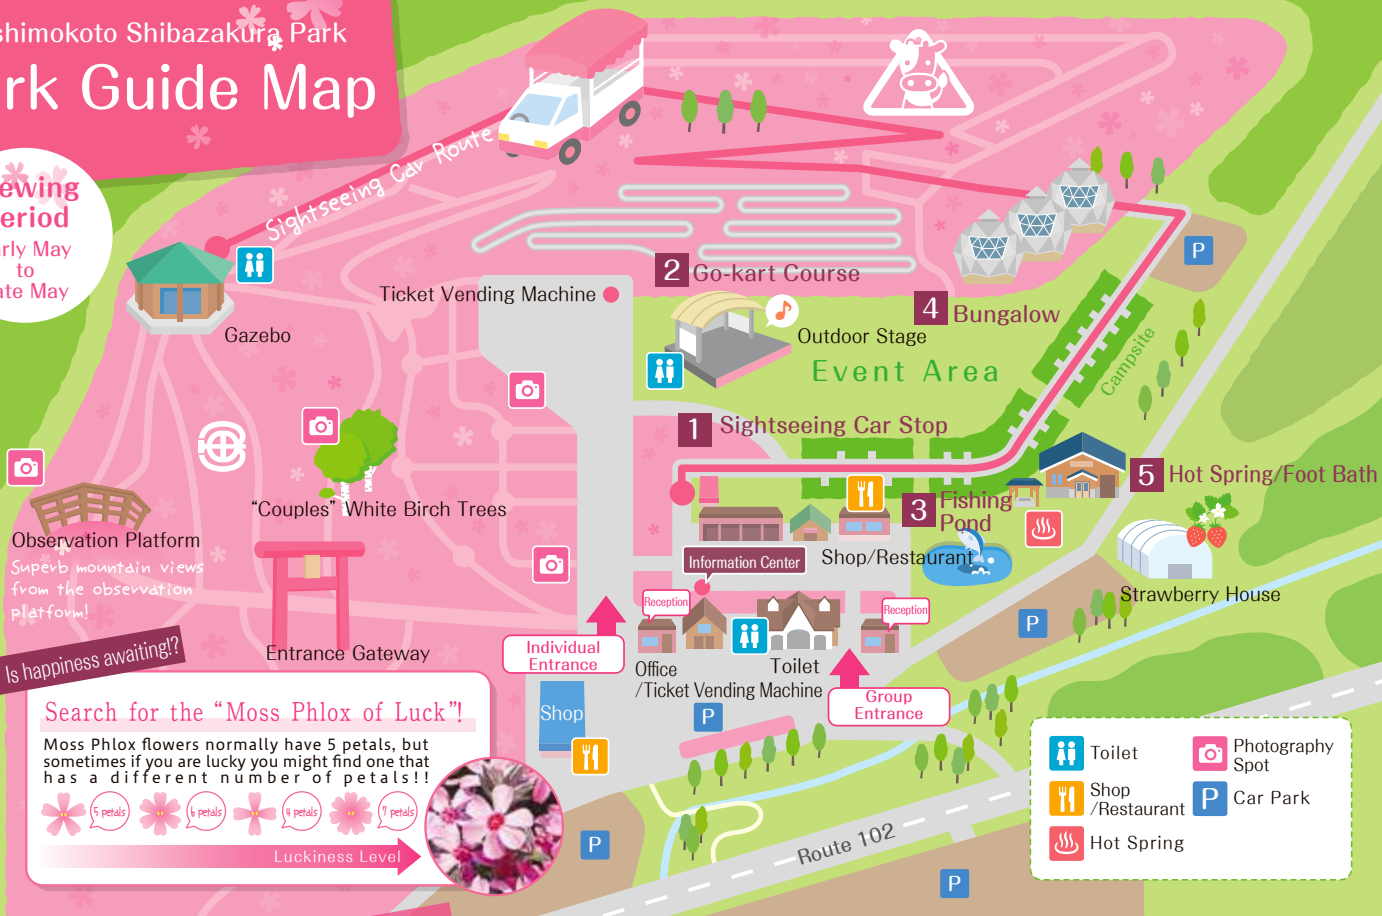 shimokoto Shibazakura Park
rk Guide Map
ewing
eriod
rly May
to
ate May
Sightseeing Car Route
P
2 Go-kart Course
Ticket Vending Machine
4 Bungalow
Gazebo
Outdoor Stage
Event Area
Campsite
1 Sightseeing Car Stop
5 Hot Spring/Foot Bath
"Couples" White Birch Trees
3 Fishing
Pond
Observation Platform
Superb mountain views
from the observation
platform!
Information Center
Shop/Restaurant
Strawberry House
Reception
Reception
P
Entrance Gateway
Individual
Entrance
Office
/Ticket Vending Machine
Toilet
Group
Entrance
Is happiness awaiting!?
Search for the "Moss Phlox of Luck"!
Moss Phlox flowers normally have 5 petals, but
sometimes if you are lucky you might find one that
has a different number of petals!!
5 petals
6 petals
4 petals
7 petals
Luckiness Level
Shop
P
P
Route 102
P
Toilet
Photography
Spot
Shop
/Restaurant
P Car Park
Hot Spring